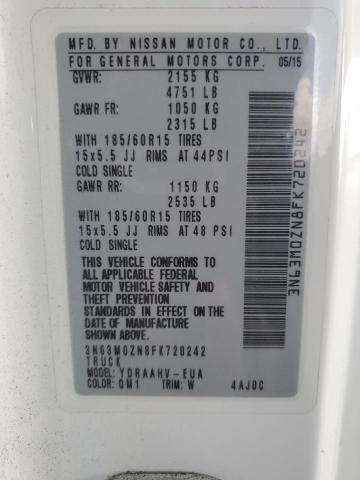 MFD. BY NISSAN MOTOR CO., LTD.
FOR GENERAL MOTORS CORP. 05/15
GVWR: 2155 KG
4751 LB
GAWR FR: 1050 KG
2315 LB
WITH 185/60R15 TIRES
15x5.5 JJ RIMS AT 44PSI
COLD SINGLE
GAWR RR: 1150 KG
2535 LB
WITH 185/60R15 TIRES
15x5.5 JJ RIMS AT 48 PSI
COLD SINGLE
THIS VEHICLE CONFORMS TO
ALL APPLICABLE FEDERAL
MOTOR VEHICLE SAFETY AND
THEFT PREVENTION
STANDARDS IN EFFECT ON
THE DATE OF MANUFACTURE
SHOWN ABOVE.
3N63M0ZN8FK720242
TRUCK
MODEL: YDRAAHV-EUA
COLOR: QM1 TRIM: W 4AJ0C
3N63M0ZN8FK720242